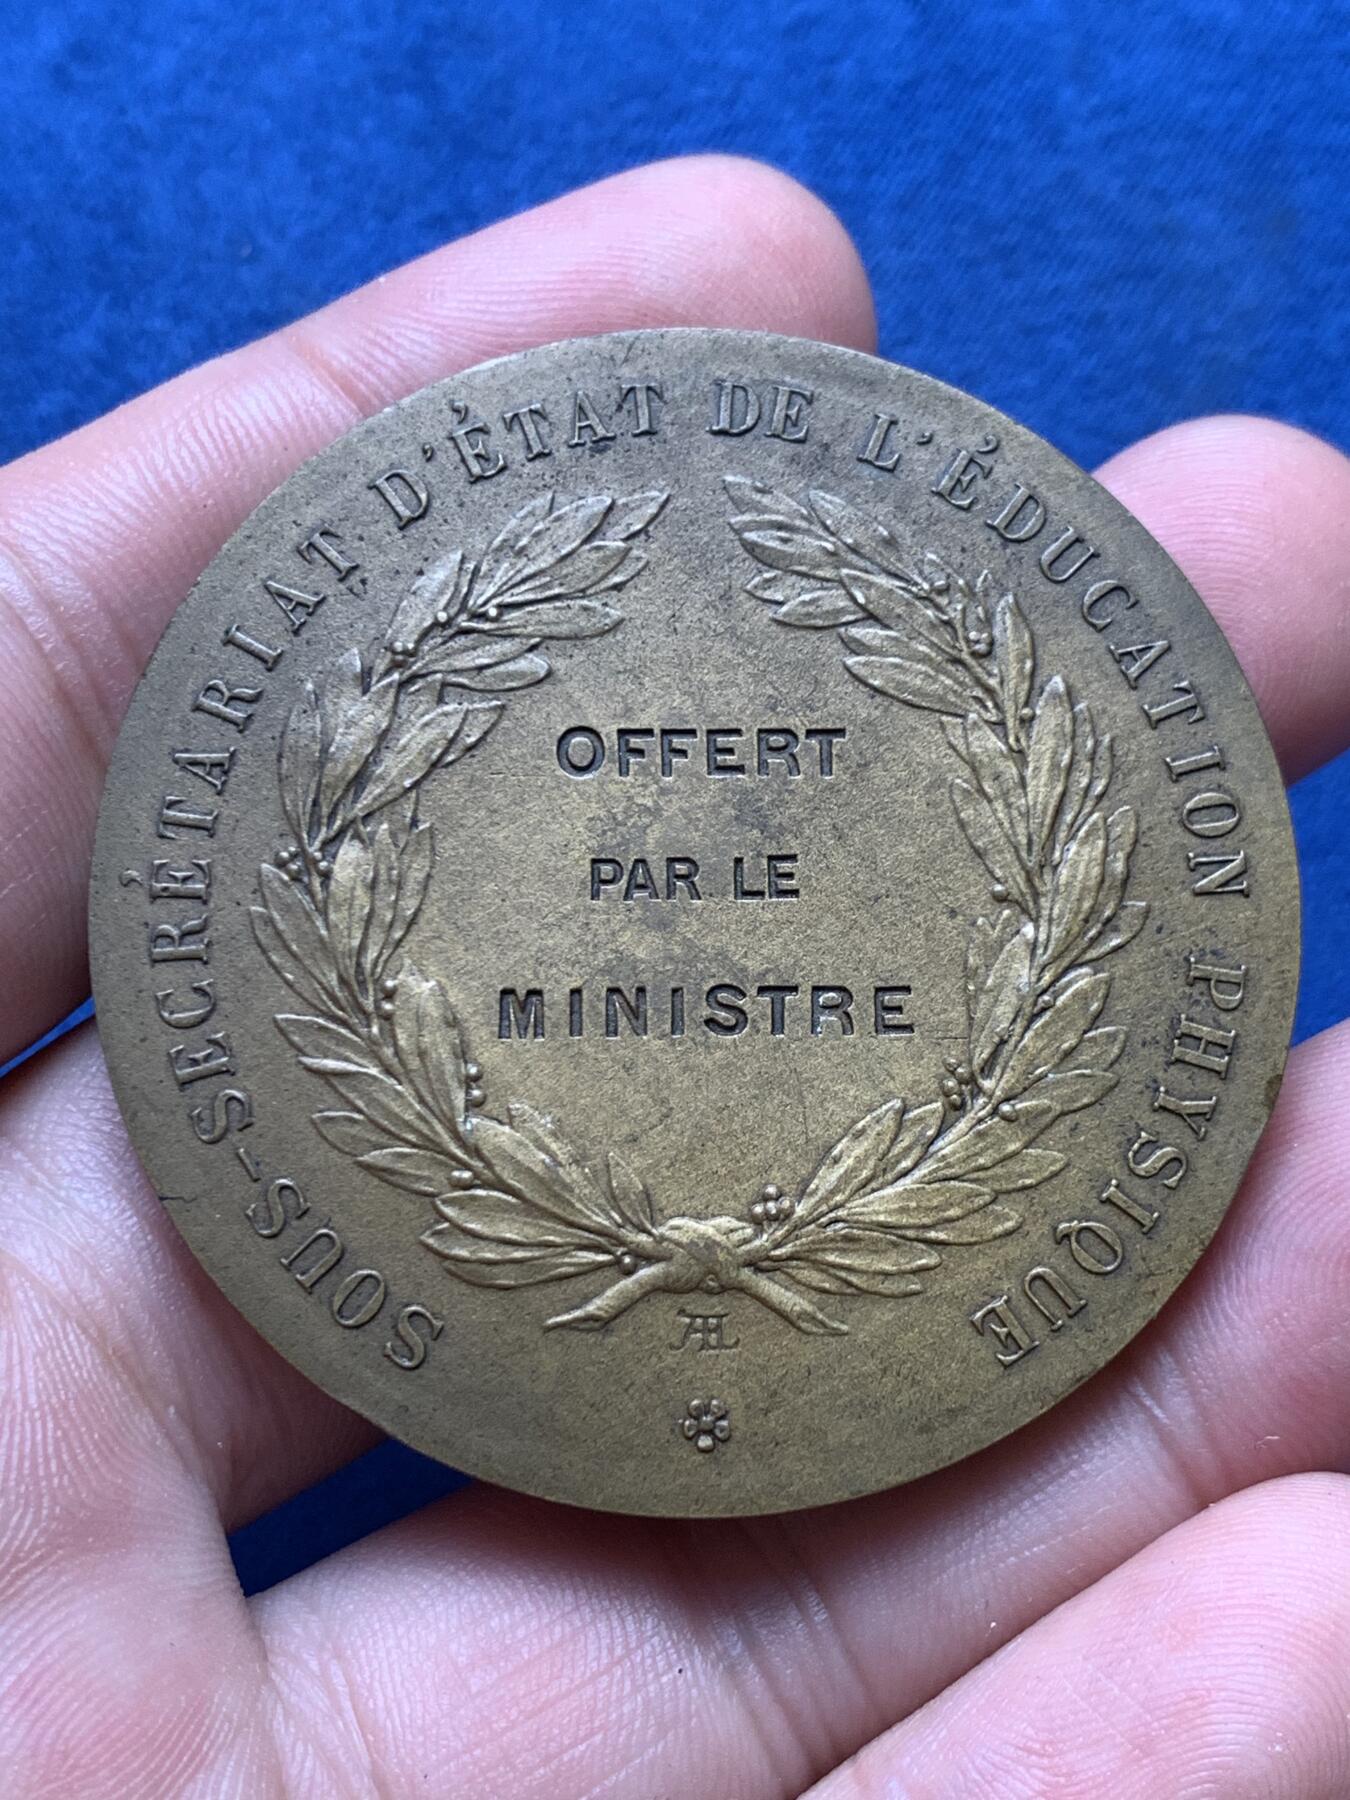 SOUS-SECRÉTARIAT D'ÉTAT DE L'ÉDUCATION PHYSIQUE
OFFERT
PAR LE
MINISTRE